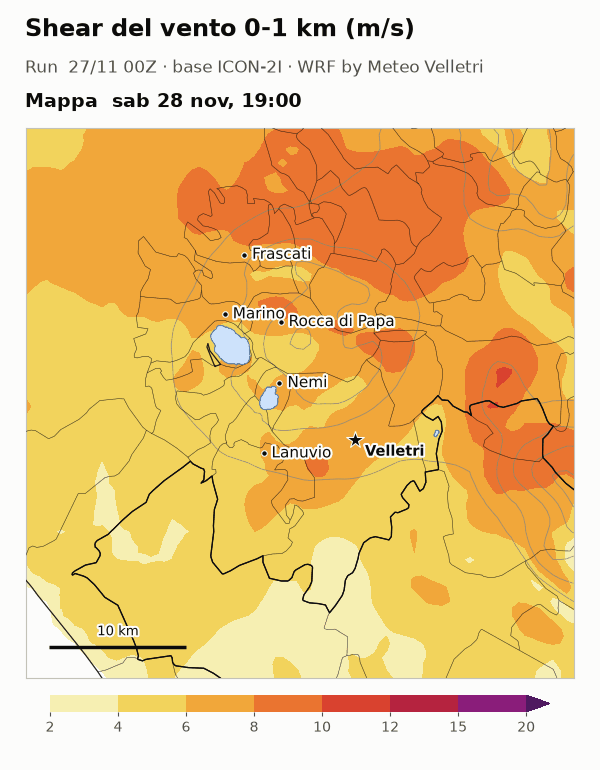 Shear del vento 0-1 km (m/s)
Run  27/11 00Z · base ICON-2I · WRF by Meteo Velletri
Mappa  sab 28 nov, 19:00
Frascati
Marino
Rocca di Papa
Nemi
Velletri
Lanuvio
10 km
2 4 6 8 10 12 15 20